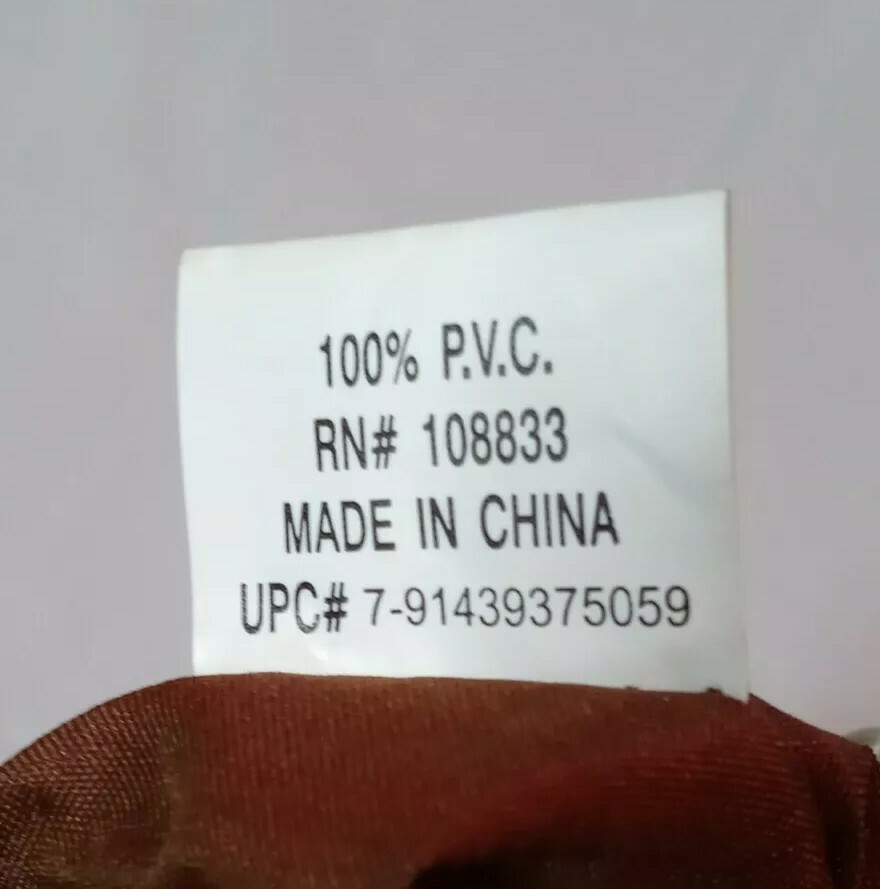 100% P.V.C.
RN# 108833
MADE IN CHINA
UPC# 7-91439375059